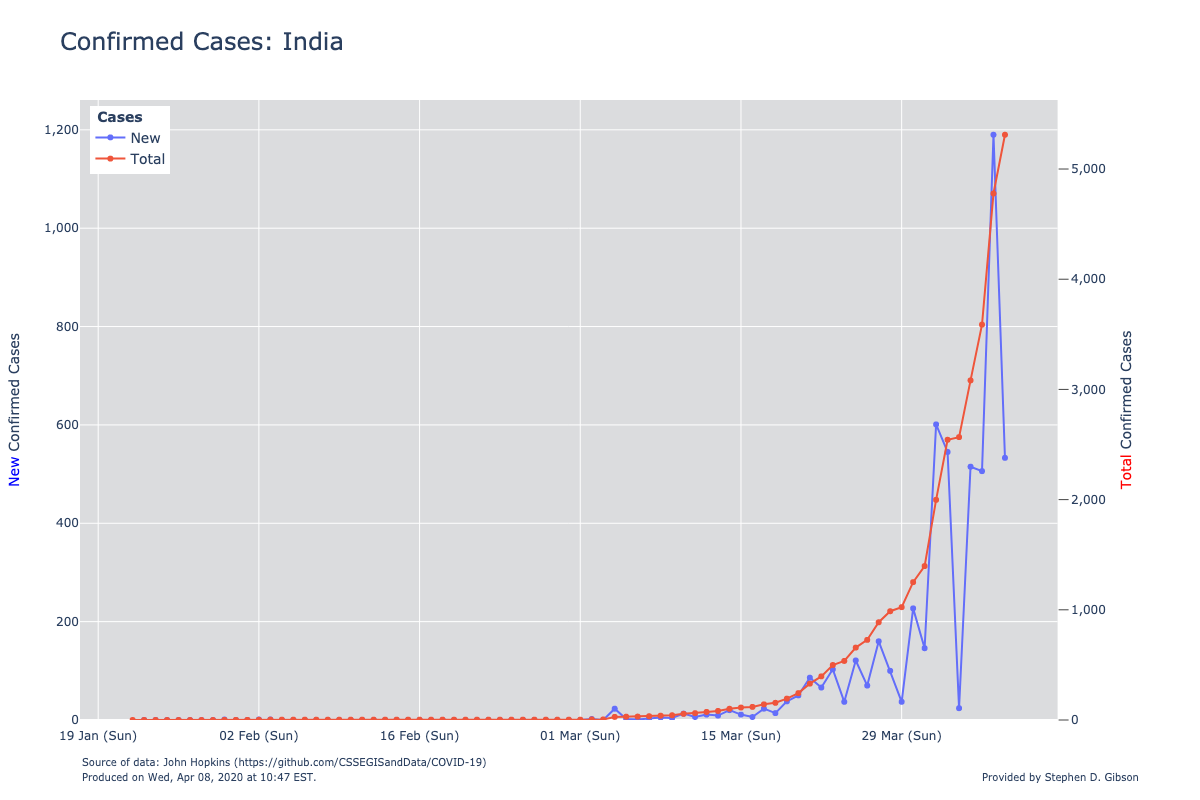 Confirmed Cases: India
Cases
New
Total
1,200
1,000
800
600
400
200
0
5,000
4,000
3,000
2,000
1,000
0
New Confirmed Cases
Total Confirmed Cases
19 Jan (Sun)
02 Feb (Sun)
16 Feb (Sun)
01 Mar (Sun)
15 Mar (Sun)
29 Mar (Sun)
Source of data: John Hopkins (https://github.com/CSSEGISandData/COVID-19)
Produced on Wed, Apr 08, 2020 at 10:47 EST.
Provided by Stephen D. Gibson